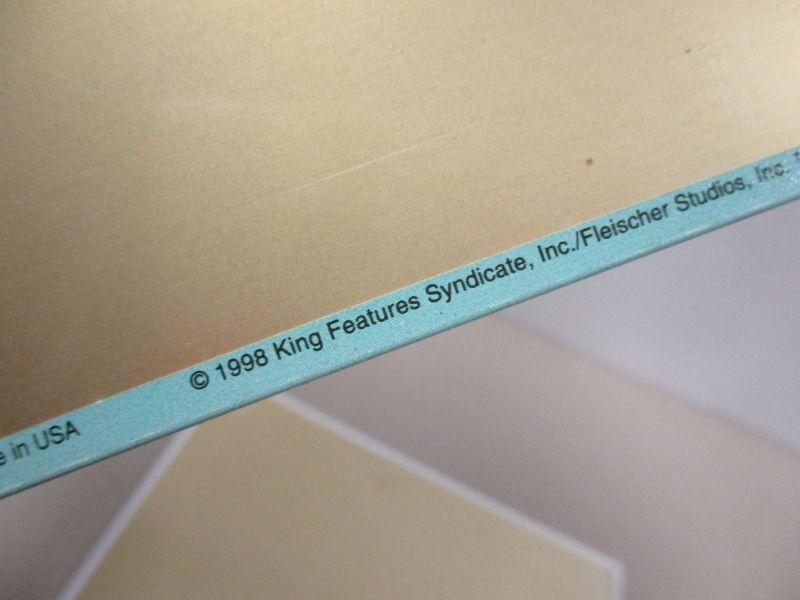 in USA
© 1998 King Features Syndicate, Inc./Fleischer Studios, Inc.